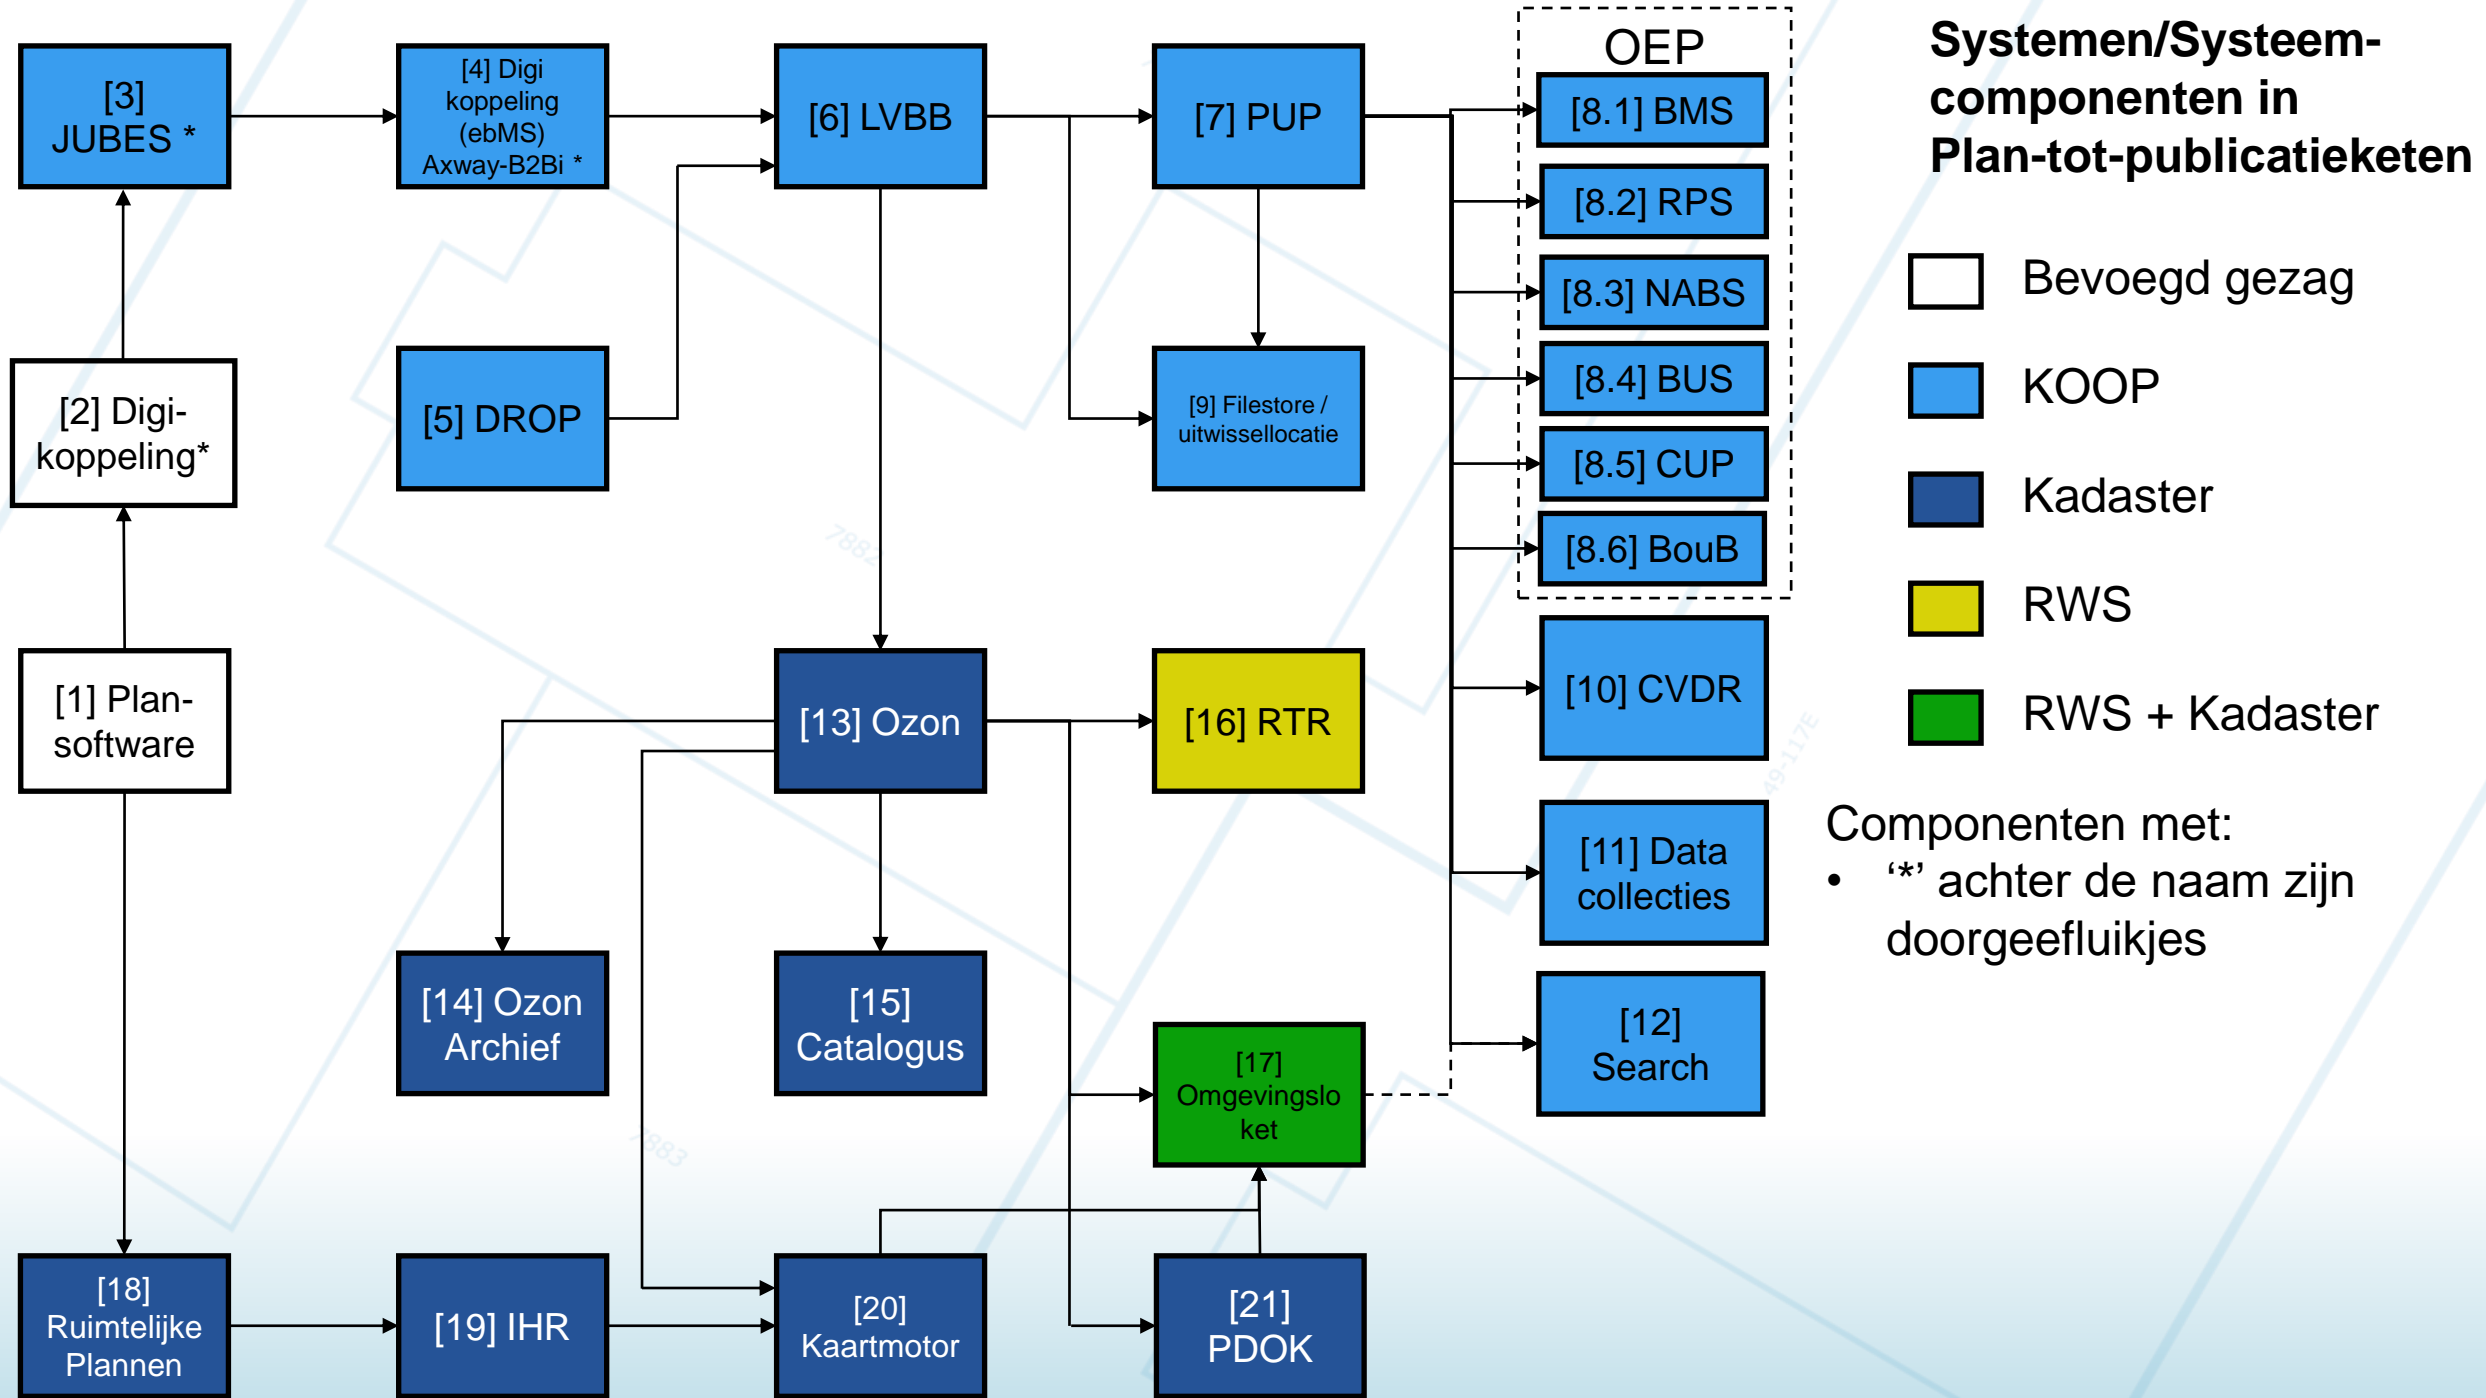 OEP
Systemen/Systeem-
componenten in
Plan-tot-publicatieketen
[3]
JUBES *
[4] Digi
koppeling
(ebMS)
Axway-B2Bi *
[6] LVBB
[7] PUP
[8.1] BMS
[8.2] RPS
[8.3] NABS
[8.4] BUS
[8.5] CUP
[8.6] BouB
[2] Digi-
koppeling*
[5] DROP
[9] Filestore /
uitwissellocatie
Bevoegd gezag
KOOP
Kadaster
RWS
RWS + Kadaster
[1] Plan-
software
[13] Ozon
[16] RTR
[10] CVDR
[11] Data
collecties
[12]
Search
Componenten met:
• ‘*’ achter de naam zijn
doorgeefluikjes
[14] Ozon
Archief
[15]
Catalogus
[17]
Omgevingslo
ket
[18]
Ruimtelijke
Plannen
[19] IHR
[20]
Kaartmotor
[21]
PDOK
7882
7883
49-117E